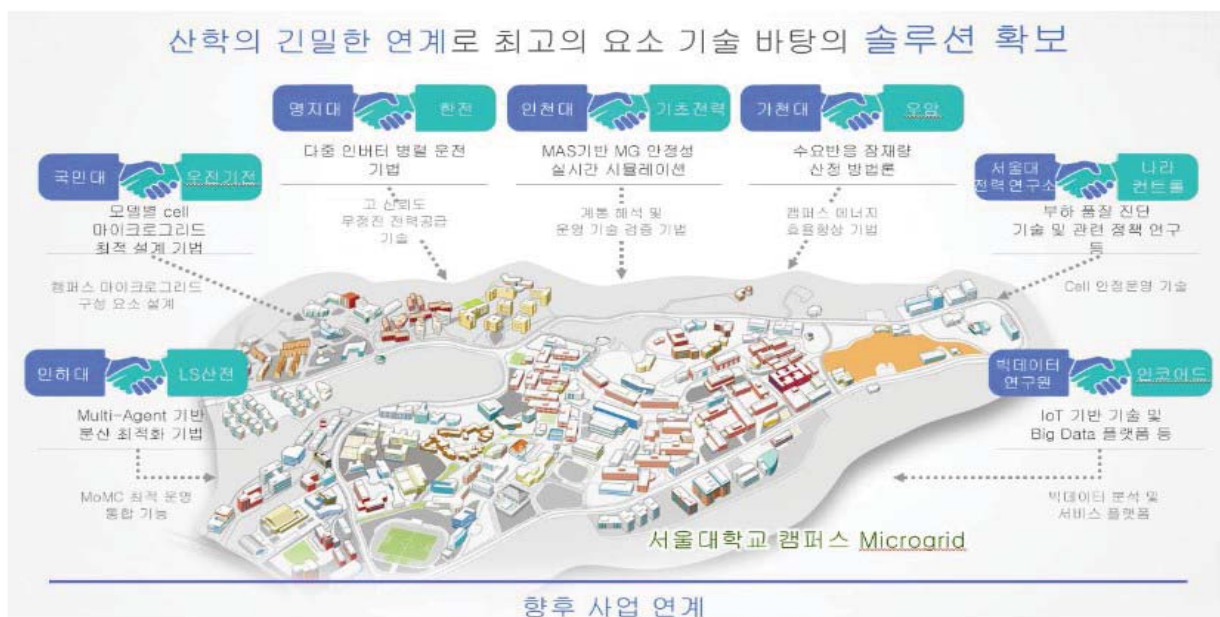 산학의 긴밀한 연계로 최고의 요소 기술 바탕의 솔루션 확보
명지대 한전
다중 인버터 병렬 운전
기법
고 신뢰도
무정전 전력공급
기술
인천대 기초전력
MAS기반 MG 안정성
실시간 시뮬레이션
계통 해석 및
운영 기술 검증 기법
가천대 우암
수요반응 잠재량
산정 방법론
캠퍼스 에너지
효율향상 기법
국민대 우진기전
모델별 cell
마이크로그리드
최적 설계 기법
캠퍼스 마이크로그리드
구성 요소 설계
서울대
전력연구소
나라
컨트롤
부하 품질 진단
기술 및 관련 정책 연구
등
Cell 안정운영 기술
인하대 LS산전
Multi-Agent 기반
분산 최적화 기법
MoMC 최적 운영
통합 기능
빅데이터
연구원
인코어드
IoT 기반 기술 및
Big Data 플랫폼 등
빅데이터 분석 및
서비스 플랫폼
서울대학교 캠퍼스 Microgrid
향후 사업 연계